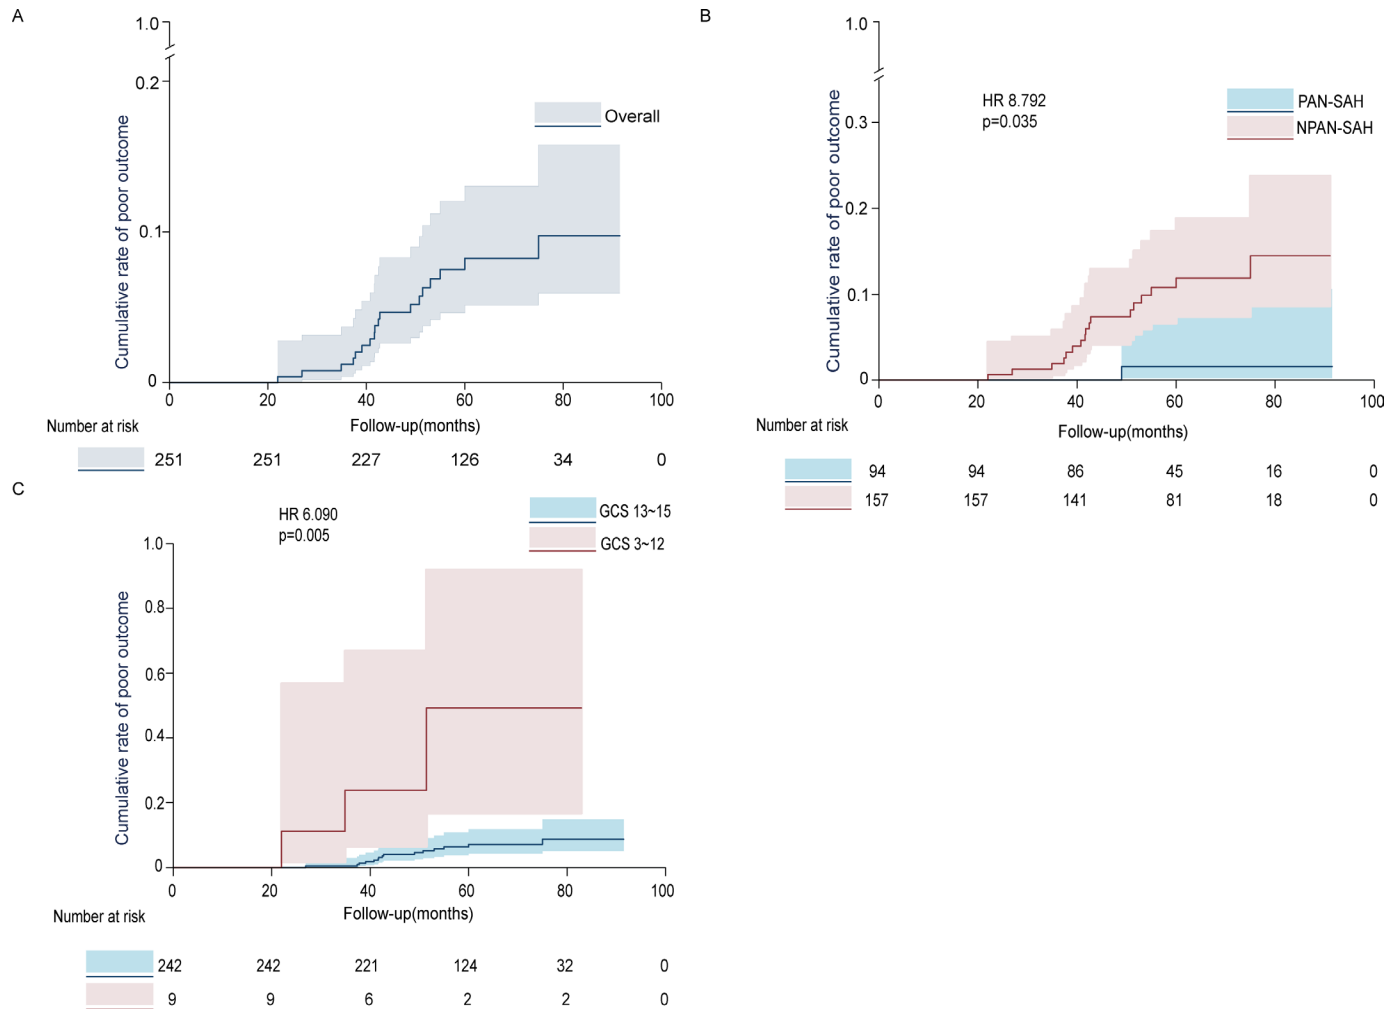 A
1.0
0.2
0.1
0
Cumulative rate of poor outcome
Overall
0 20 40 60 80 100
Follow-up(months)
Number at risk
251 251 227 126 34 0
B
1.0
0.3
0.2
0.1
0
Cumulative rate of poor outcome
HR 8.792
p=0.035
PAN-SAH
NPAN-SAH
0 20 40 60 80 100
Follow-up(months)
Number at risk
94 94 86 45 16 0
157 157 141 81 18 0
C
HR 6.090
p=0.005
GCS 13~15
GCS 3~12
1.0
0.8
0.6
0.4
0.2
0
Cumulative rate of poor outcome
0 20 40 60 80 100
Follow-up(months)
Number at risk
242 242 221 124 32 0
9 9 6 2 2 0